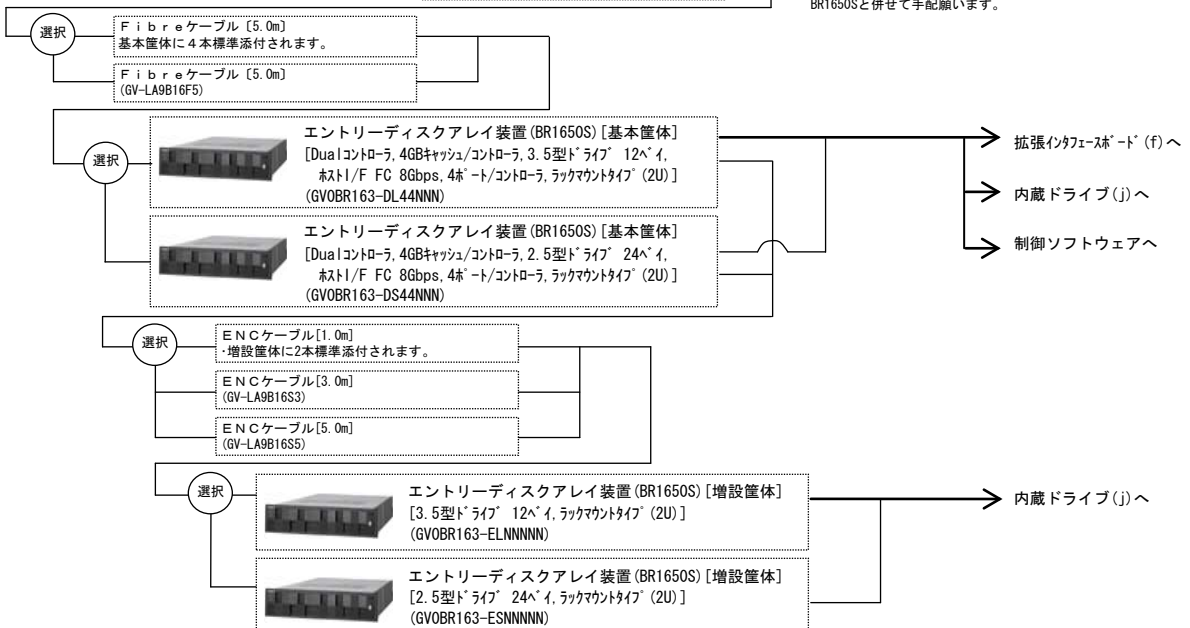 BR1650Sと併せて手配願います。
選択
Ｆｉｂｒｅケーブル〔5.0m〕
基本筐体に４本標準添付されます。
Ｆｉｂｒｅケーブル〔5.0m〕
(GV-LA9B16F5)
選択
エントリーディスクアレイ装置(BR1650S)[基本筐体]
[Dualｺﾝﾄﾛｰﾗ,4GBｷｬｯｼｭ/ｺﾝﾄﾛｰﾗ,3.5型ﾄﾞﾗｲﾌﾞ 12ﾍﾞｲ,
ﾎｽﾄI/F FC 8Gbps,4ﾎﾟｰﾄ/ｺﾝﾄﾛｰﾗ,ﾗｯｸﾏｳﾝﾄﾀｲﾌﾟ(2U)]
(GVOBR163-DL44NNN)
拡張ｲﾝﾀﾌｪｰｽﾎﾞｰﾄﾞ(f)へ
内蔵ドライブ(j)へ
制御ソフトウェアへ
エントリーディスクアレイ装置(BR1650S)[基本筐体]
[Dualｺﾝﾄﾛｰﾗ,4GBｷｬｯｼｭ/ｺﾝﾄﾛｰﾗ,2.5型ﾄﾞﾗｲﾌﾞ 24ﾍﾞｲ,
ﾎｽﾄI/F FC 8Gbps,4ﾎﾟｰﾄ/ｺﾝﾄﾛｰﾗ,ﾗｯｸﾏｳﾝﾄﾀｲﾌﾟ(2U)]
(GVOBR163-DS44NNN)
選択
ＥＮＣケーブル[1.0m]
・増設筐体に2本標準添付されます。
ＥＮＣケーブル[3.0m]
(GV-LA9B16S3)
ＥＮＣケーブル[5.0m]
(GV-LA9B16S5)
選択
エントリーディスクアレイ装置(BR1650S)[増設筐体]
[3.5型ﾄﾞﾗｲﾌﾞ 12ﾍﾞｲ,ﾗｯｸﾏｳﾝﾄﾀｲﾌﾟ(2U)]
(GVOBR163-ELNNNNN)
内蔵ドライブ(j)へ
エントリーディスクアレイ装置(BR1650S)[増設筐体]
[2.5型ﾄﾞﾗｲﾌﾞ 24ﾍﾞｲ,ﾗｯｸﾏｳﾝﾄﾀｲﾌﾟ(2U)]
(GVOBR163-ESNNNNN)